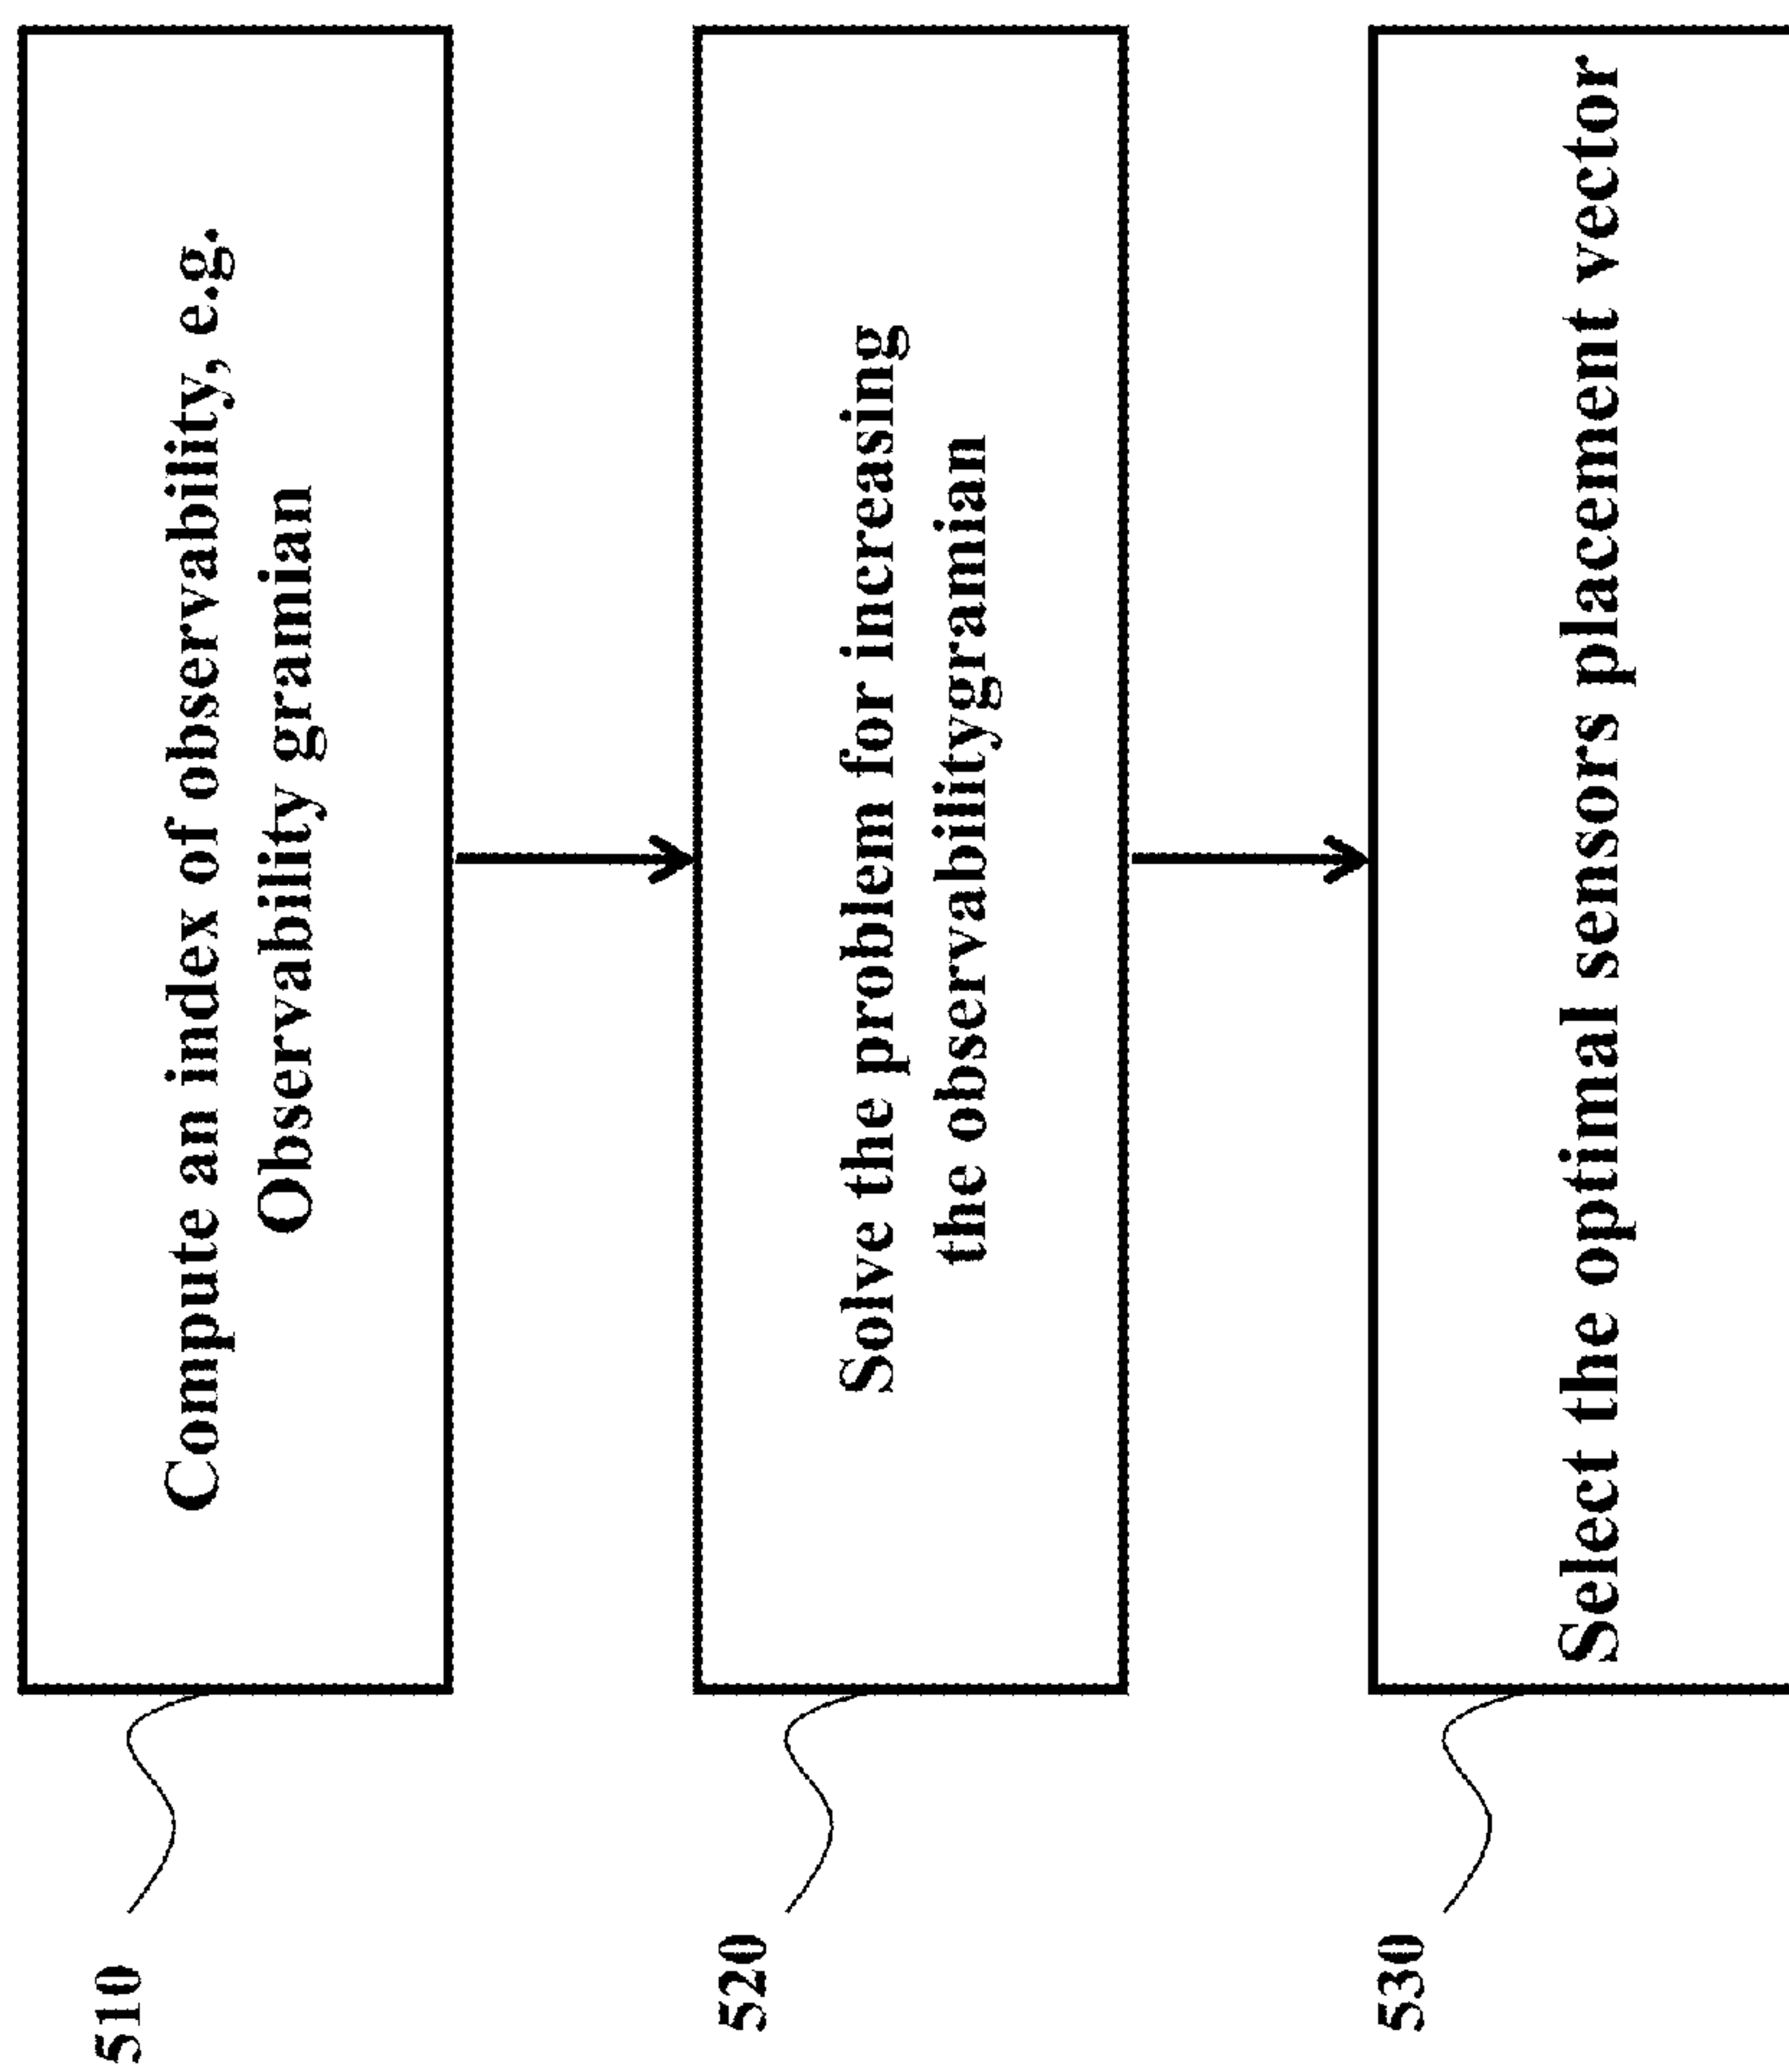 510
Compute an index of observability, e.g.
Observability gramian
520
Solve the problem for increasing
the observabilitygramian
530
Select the optimal sensors placement vector